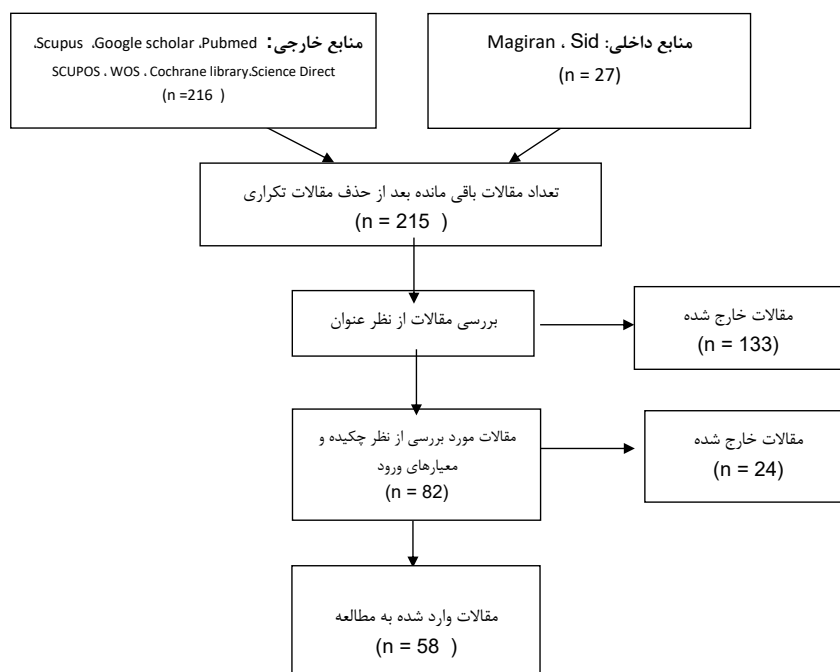 منابع داخلی: Magiran ، Sid
(n = 27)
منابع خارجی: Scupus ،Google scholar ،Pubmed،
SCUPOS ، WOS ، Cochrane library،Science Direct
(n =216 )
تعداد مقالات باقی مانده بعد از حذف مقالات تکراری
(n = 215 )
بررسی مقالات از نظر عنوان
مقالات خارج شده
(n = 133)
مقالات مورد بررسی از نظر چکیده و
معیارهای ورود
(n = 82)
مقالات خارج شده
(n = 24)
مقالات وارد شده به مطالعه
(n = 58 )